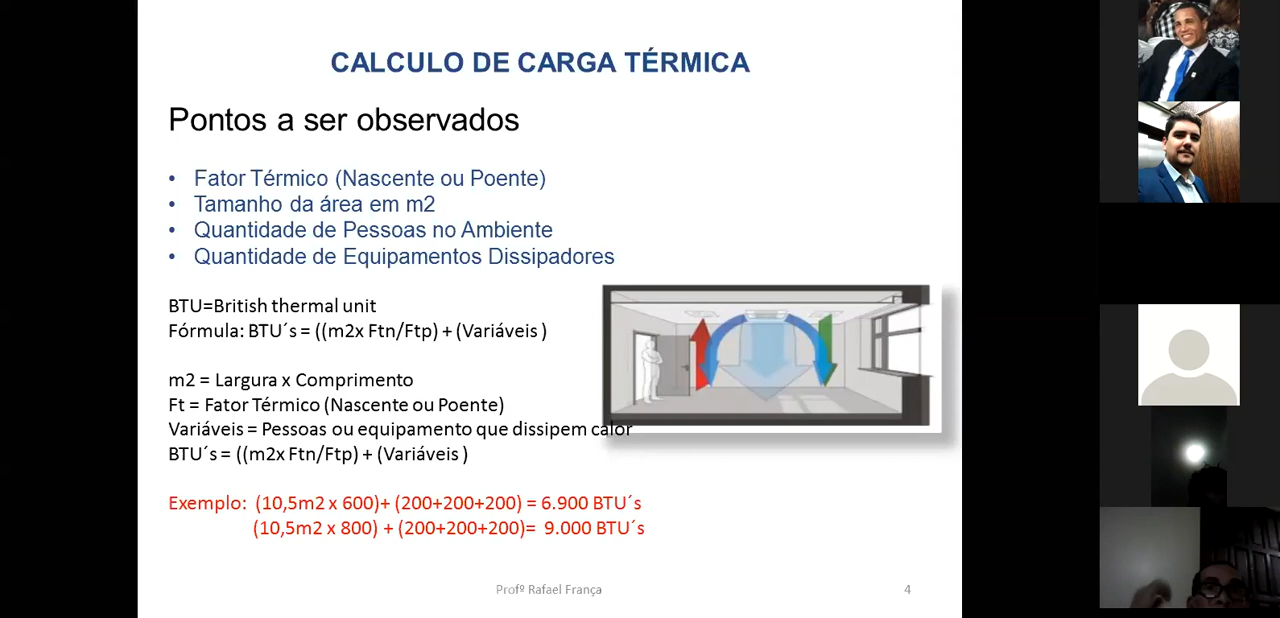 CALCULO DE CARGA TÉRMICA
Pontos a ser observados
• Fator Térmico (Nascente ou Poente)
• Tamanho da área em m2
• Quantidade de Pessoas no Ambiente
• Quantidade de Equipamentos Dissipadores
BTU=British thermal unit
Fórmula: BTU´s = ((m2x Ftn/Ftp) + (Variáveis )
m2 = Largura x Comprimento
Ft = Fator Térmico (Nascente ou Poente)
Variáveis = Pessoas ou equipamento que dissipem calor
BTU´s = ((m2x Ftn/Ftp) + (Variáveis )
Exemplo: (10,5m2 x 600)+ (200+200+200) = 6.900 BTU´s
(10,5m2 x 800) + (200+200+200)= 9.000 BTU´s
Profº Rafael França
4